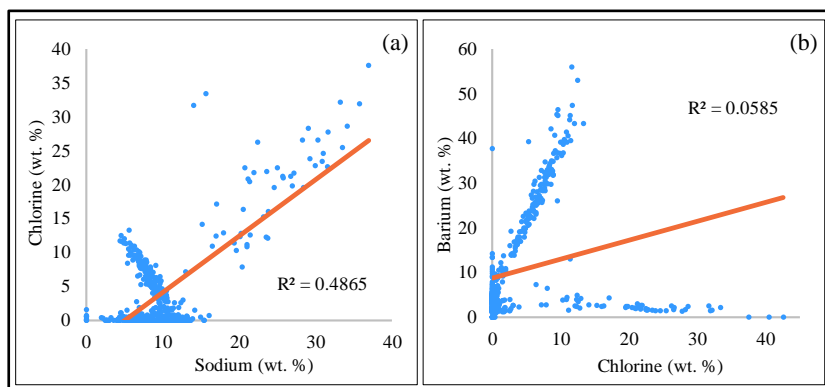 (a)
40
35
30
25
20
15
10
5
0
Chlorine (wt. %)
R² = 0.4865
0 10 20 30 40
Sodium (wt. %)
(b)
60
50
40
30
20
10
0
Barium (wt. %)
R² = 0.0585
0 10 20 30 40
Chlorine (wt. %)